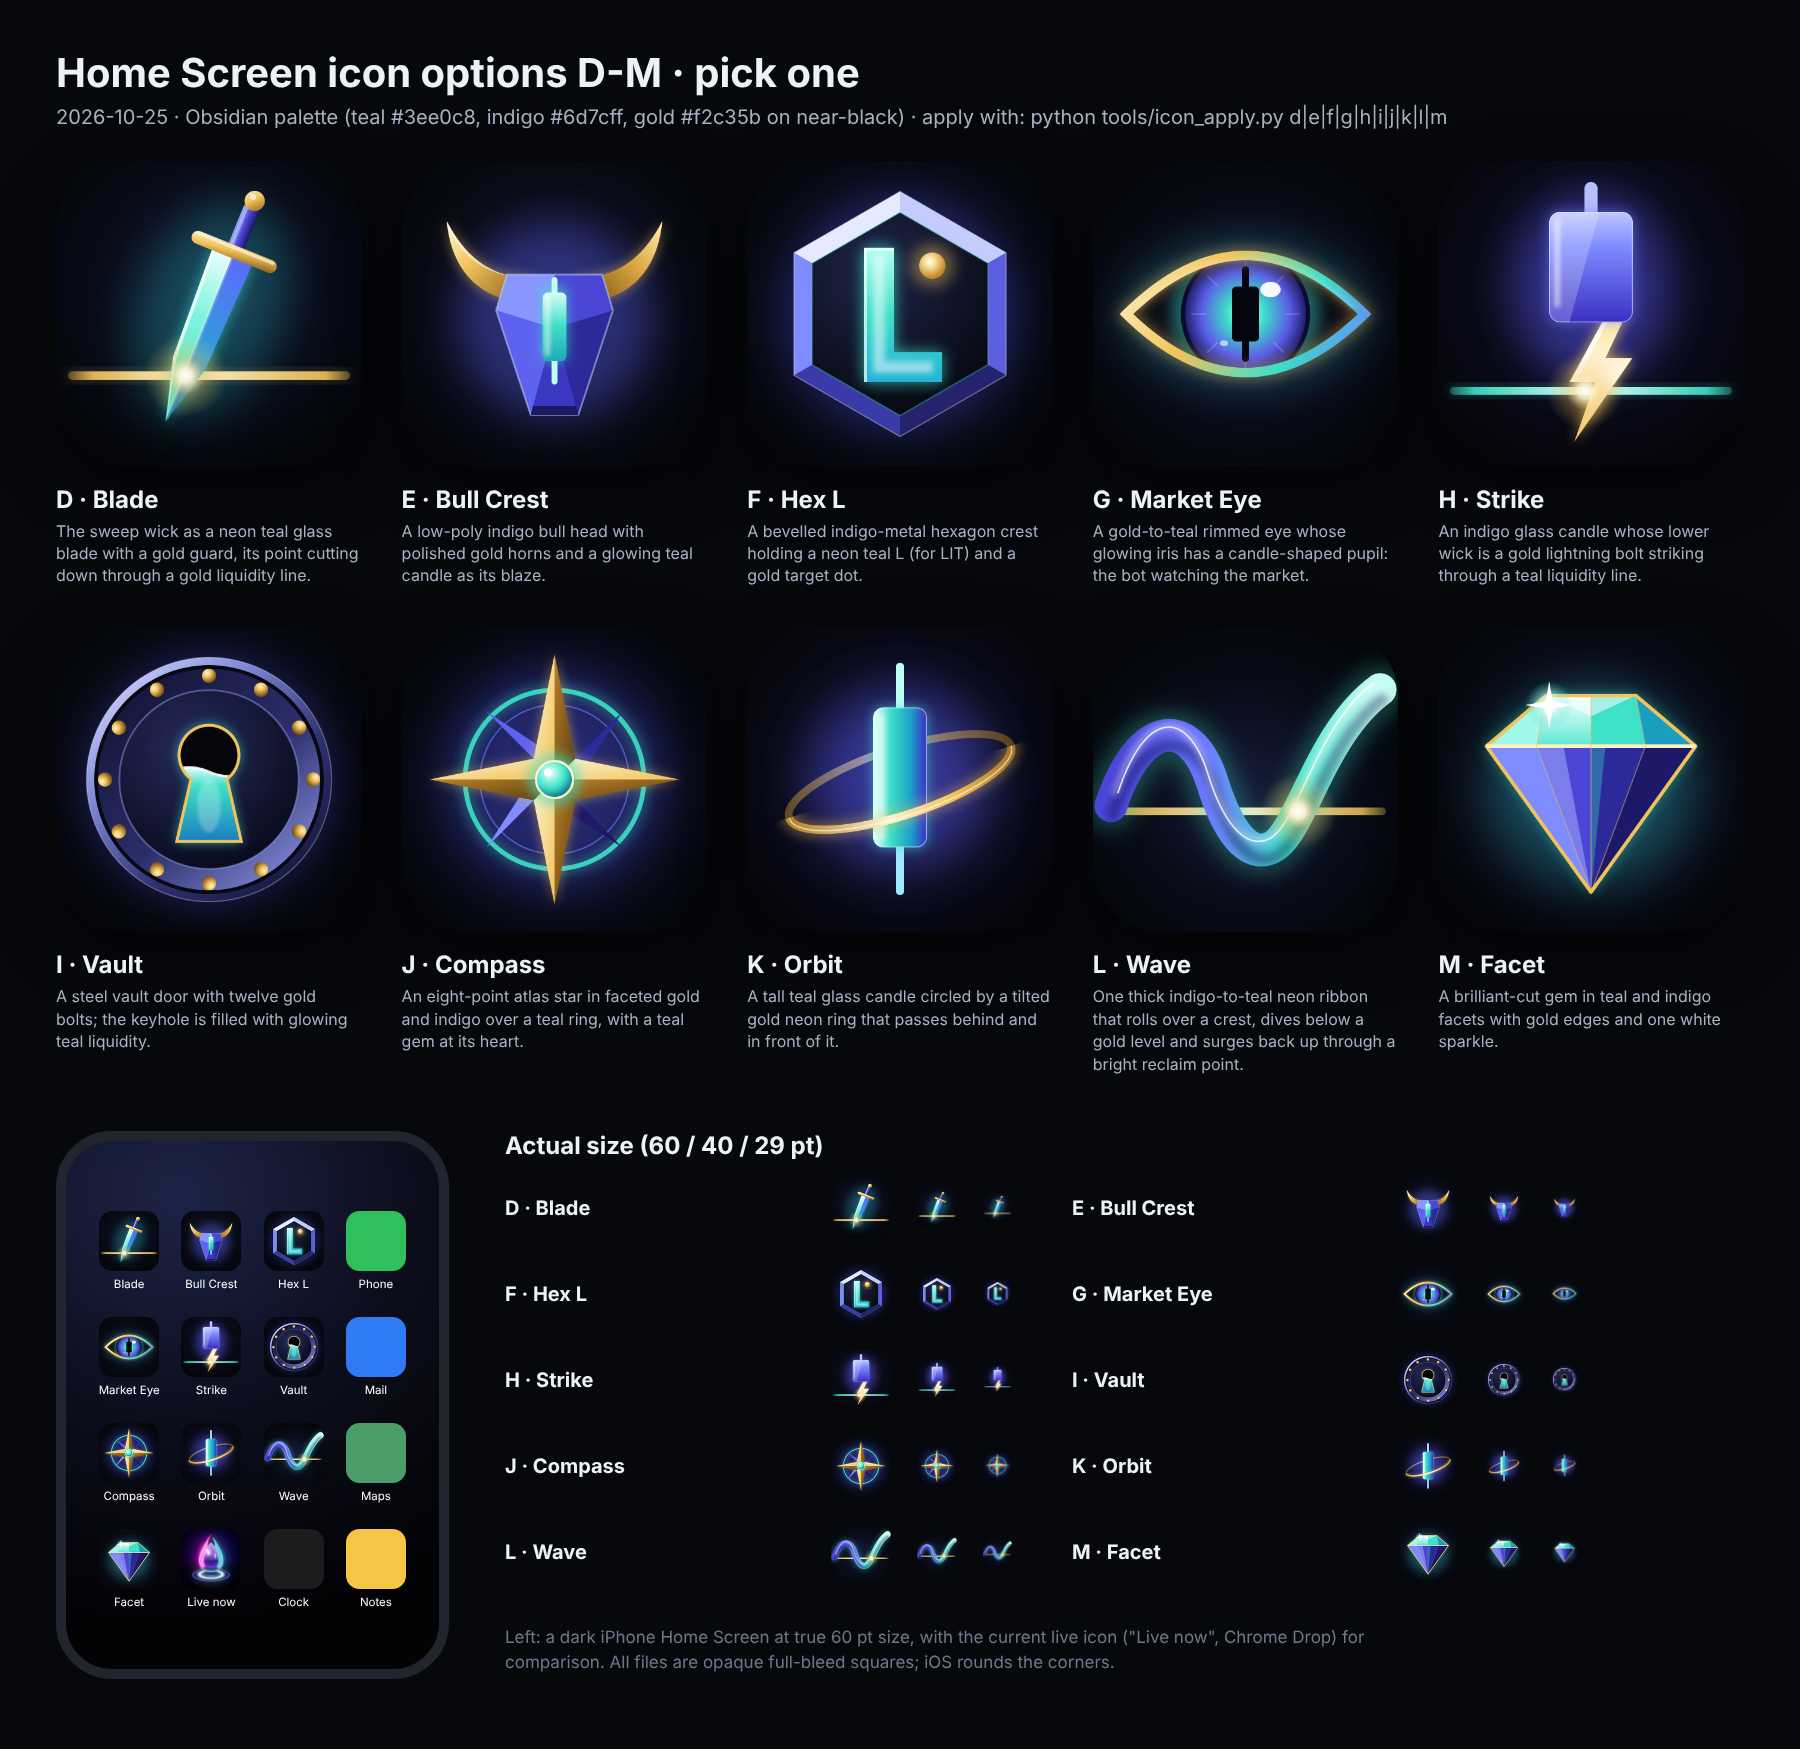 Home Screen icon options D-M · pick one
2026-10-25 · Obsidian palette (teal #3ee0c8, indigo #6d7cff, gold #f2c35b on near-black) · apply with: python tools/icon_apply.py d|e|f|g|h|i|j|k|l|m
L
D · Blade
The sweep wick as a neon teal glass
blade with a gold guard, its point cutting
down through a gold liquidity line.
E · Bull Crest
A low-poly indigo bull head with
polished gold horns and a glowing teal
candle as its blaze.
F · Hex L
A bevelled indigo-metal hexagon crest
holding a neon teal L (for LIT) and a
gold target dot.
G · Market Eye
A gold-to-teal rimmed eye whose
glowing iris has a candle-shaped pupil:
the bot watching the market.
H · Strike
An indigo glass candle whose lower
wick is a gold lightning bolt striking
through a teal liquidity line.
I · Vault
A steel vault door with twelve gold
bolts; the keyhole is filled with glowing
teal liquidity.
J · Compass
An eight-point atlas star in faceted gold
and indigo over a teal ring, with a teal
gem at its heart.
K · Orbit
A tall teal glass candle circled by a tilted
gold neon ring that passes behind and
in front of it.
L · Wave
One thick indigo-to-teal neon ribbon
that rolls over a crest, dives below a
gold level and surges back up through a
bright reclaim point.
M · Facet
A brilliant-cut gem in teal and indigo
facets with gold edges and one white
sparkle.
L
Blade
Bull Crest
Hex L
Phone
Market Eye
Strike
Vault
Mail
Compass
Orbit
Wave
Maps
Facet
Live now
Clock
Notes
Actual size (60 / 40 / 29 pt)
D · Blade
E · Bull Crest
F · Hex L
L
L
L
G · Market Eye
H · Strike
I · Vault
J · Compass
K · Orbit
L · Wave
M · Facet
Left: a dark iPhone Home Screen at true 60 pt size, with the current live icon ("Live now", Chrome Drop) for
comparison. All files are opaque full-bleed squares; iOS rounds the corners.